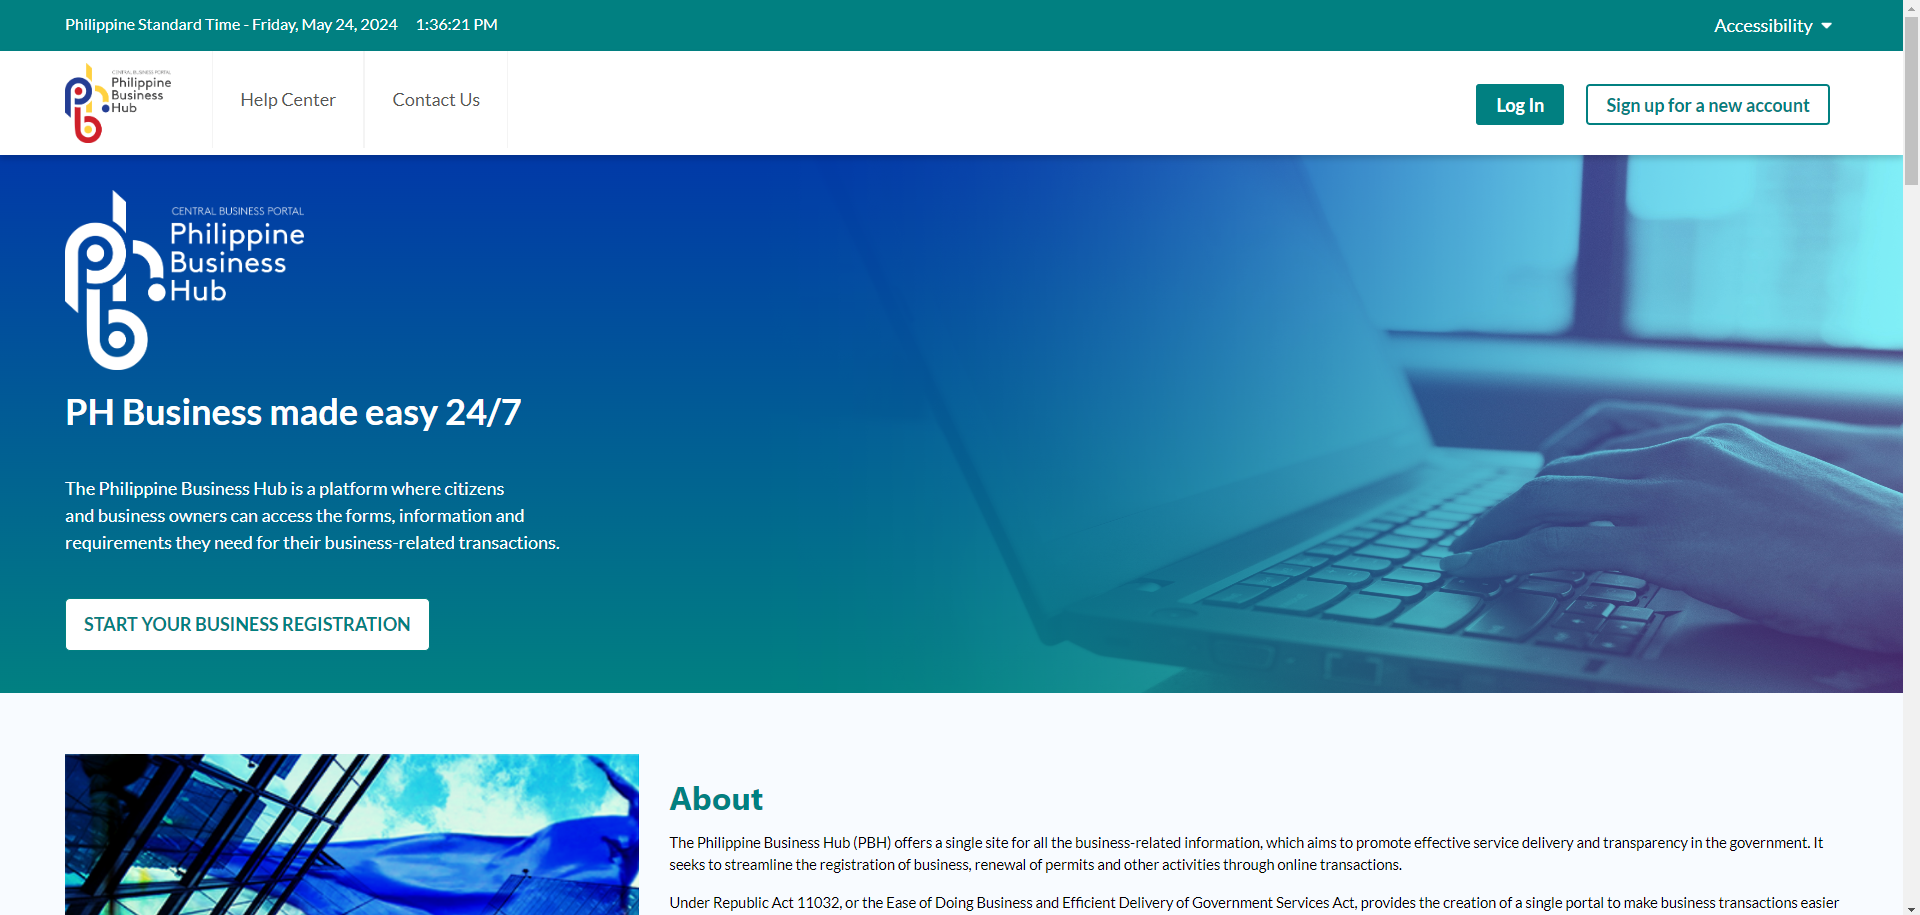 Philippine Standard Time - Friday, May 24, 2024 1:36:21 PM
Accessibility
CENTRAL BUSINESS PORTAL
Philippine
Business
Hub
Help Center
Contact Us
Log In
Sign up for a new account
CENTRAL BUSINESS PORTAL
Philippine
Business
Hub
PH Business made easy 24/7
The Philippine Business Hub is a platform where citizens
and business owners can access the forms, information and
requirements they need for their business-related transactions.
START YOUR BUSINESS REGISTRATION
About
The Philippine Business Hub (PBH) offers a single site for all the business-related information, which aims to promote effective service delivery and transparency in the government. It
seeks to streamline the registration of business, renewal of permits and other activities through online transactions.
Under Republic Act 11032, or the Ease of Doing Business and Efficient Delivery of Government Services Act, provides the creation of a single portal to make business transactions easier